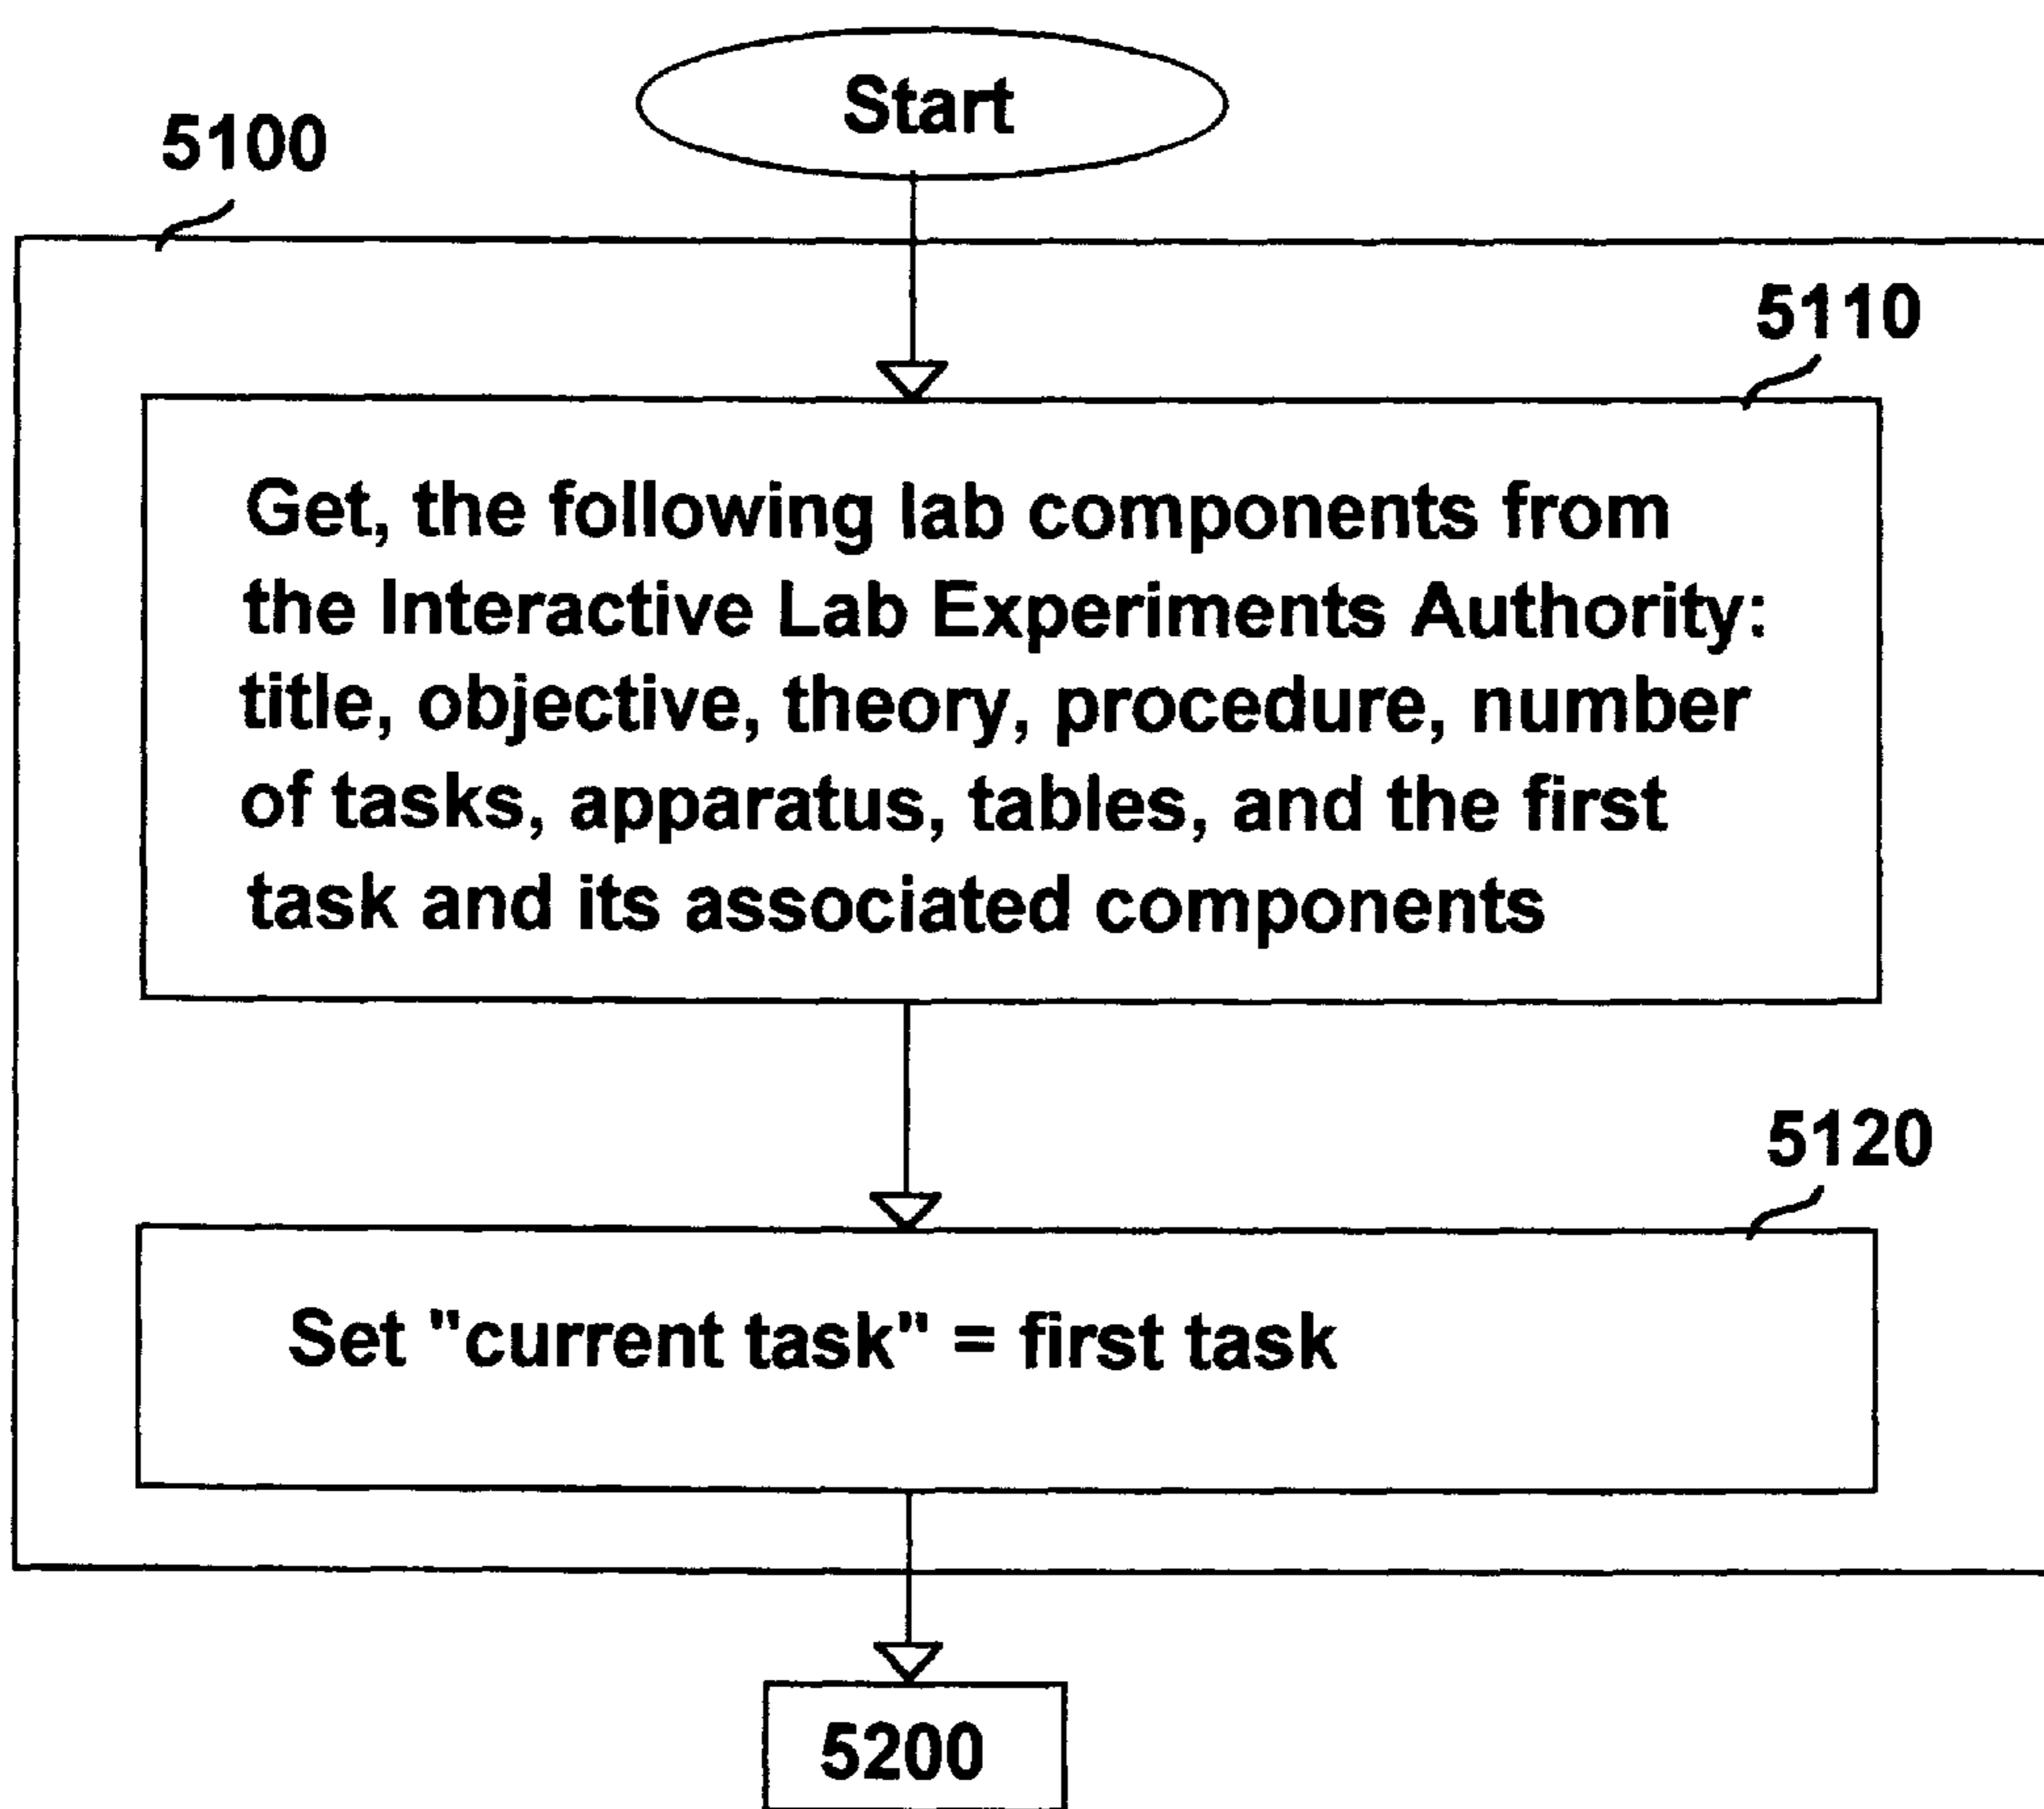 Start
5100
5110
Get, the following lab components from
the Interactive Lab Experiments Authority:
title, objective, theory, procedure, number
of tasks, apparatus, tables, and the first
task and its associated components
5120
Set "current task" = first task
5200